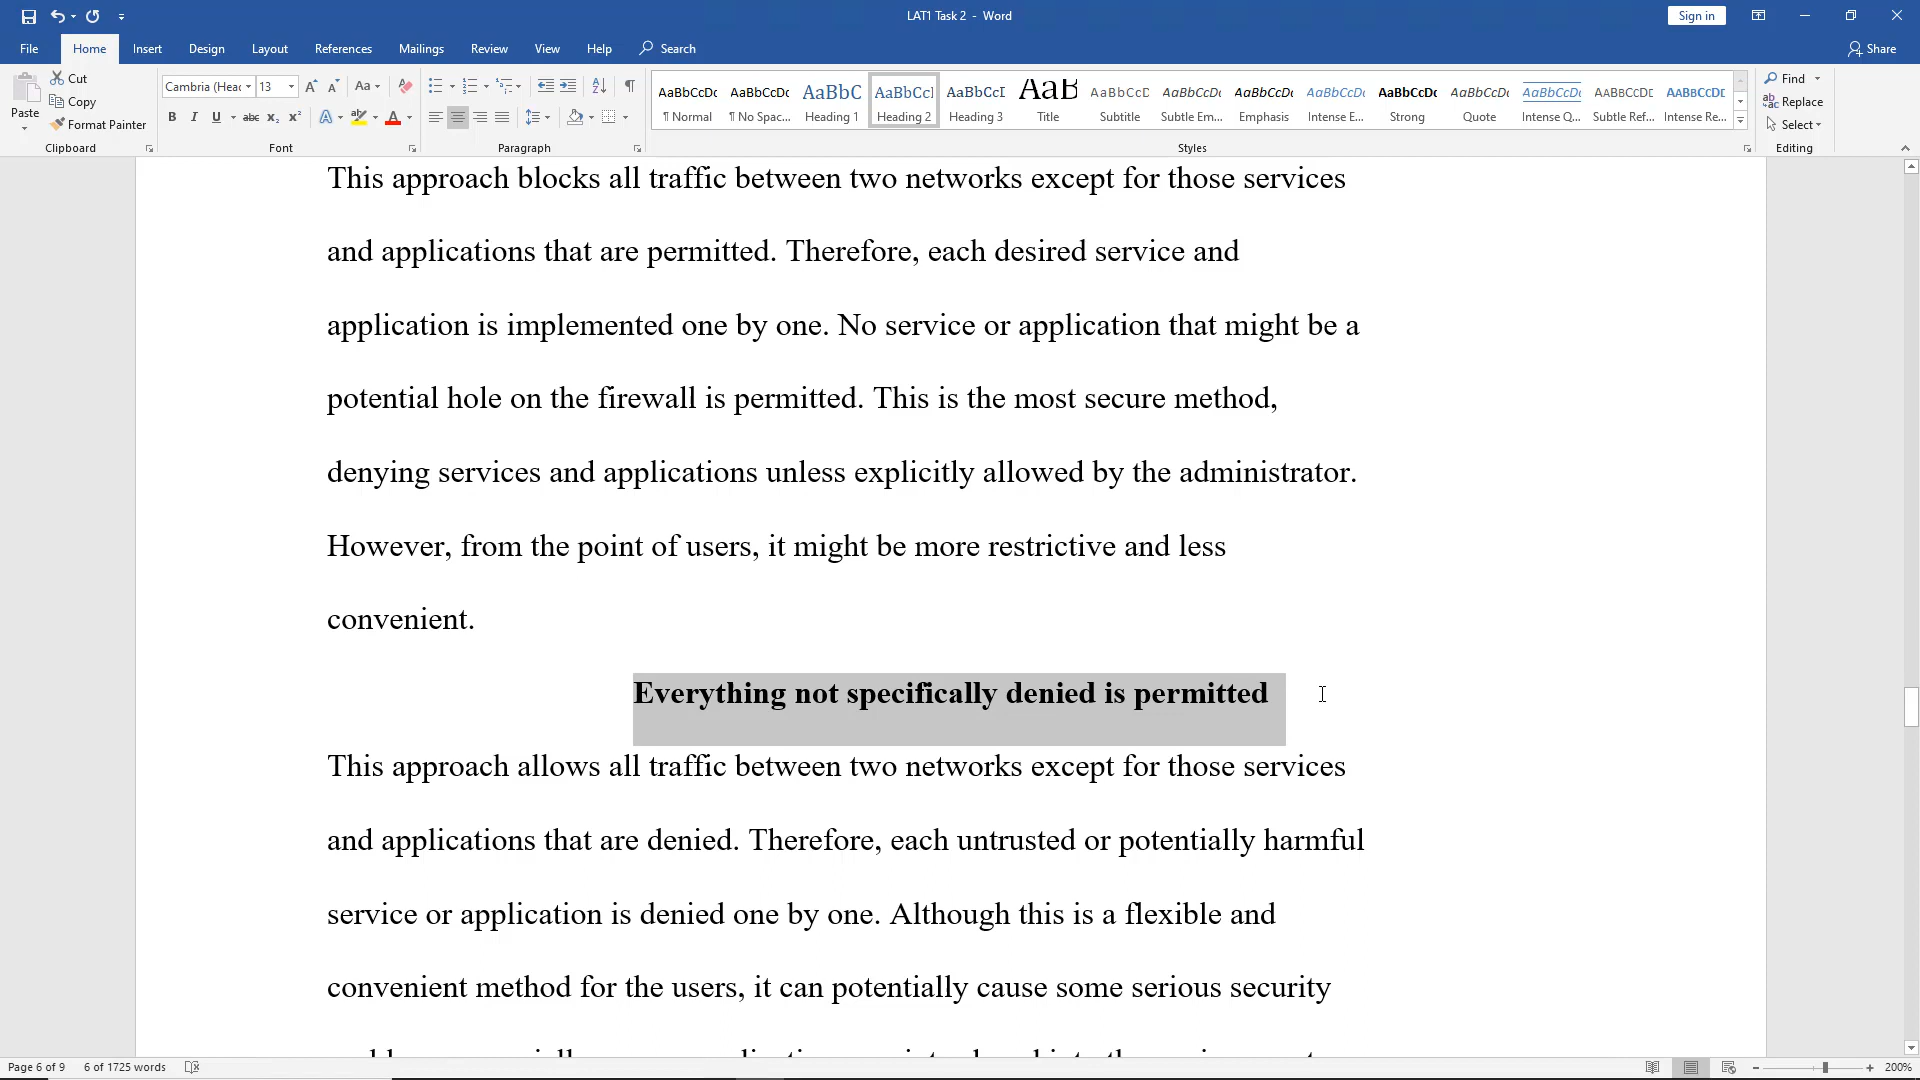 LAT1 Task 2 - Word
Sign in
File Home Insert Design Layout References Mailings Review View Help Search Share
Paste
Cut
Copy
Format Painter
Clipboard
Cambria (Head 13
Aa
B I U abc x₂ x² A ab A
Font
Paragraph
AaBbCcDc AaBbCcDc AaBbC AaBbCcI AaBbCcI AaB AaBbCcD AaBbCcDc AaBbCcDc AaBbCcDc AaBbCcDc AaBbCcDc AaBbCcDc AABBCCDE AABBCCDE
¶ Normal ¶ No Spac... Heading 1 Heading 2 Heading 3 Title Subtitle Subtle Em... Emphasis Intense E... Strong Quote Intense Q... Subtle Ref... Intense Re...
Styles
Find
Replace
Select
Editing
This approach blocks all traffic between two networks except for those services
and applications that are permitted. Therefore, each desired service and
application is implemented one by one. No service or application that might be a
potential hole on the firewall is permitted. This is the most secure method,
denying services and applications unless explicitly allowed by the administrator.
However, from the point of users, it might be more restrictive and less
convenient.
Everything not specifically denied is permitted
This approach allows all traffic between two networks except for those services
and applications that are denied. Therefore, each untrusted or potentially harmful
service or application is denied one by one. Although this is a flexible and
convenient method for the users, it can potentially cause some serious security
Page 6 of 9 6 of 1725 words 200%